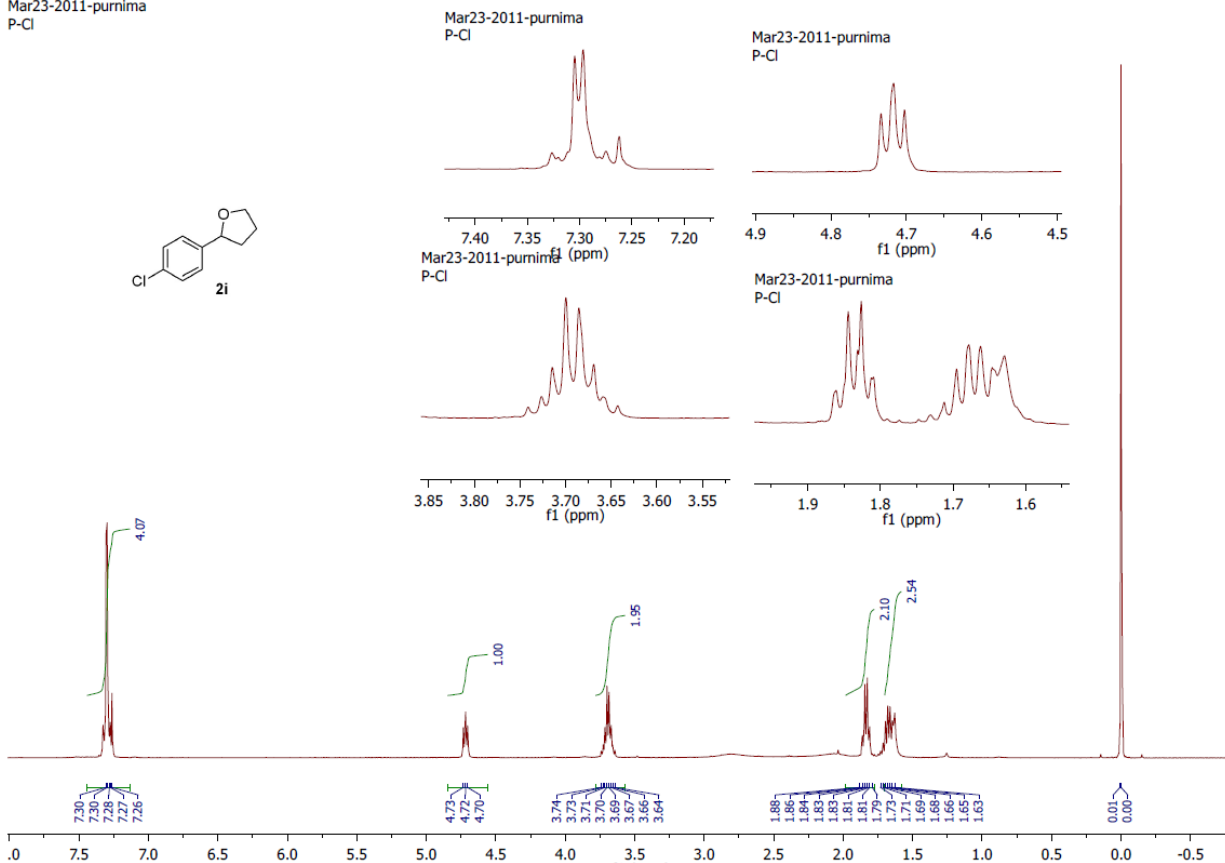 Mar23-2011-purnima
P-Cl
Mar23-2011-purnima
P-Cl
7.40 7.35 7.30 7.25 7.20
f1 (ppm)
Mar23-2011-purnima
P-Cl
4.9 4.8 4.7 4.6 4.5
f1 (ppm)
O
Cl
2i
Mar23-2011-purnima
P-Cl
3.85 3.80 3.75 3.70 3.65 3.60 3.55
f1 (ppm)
Mar23-2011-purnima
P-Cl
1.9 1.8 1.7 1.6
f1 (ppm)
4.07
1.00
1.95
2.10
2.54
7.30
7.30
7.28
7.27
7.26
4.73
4.72
4.70
3.74
3.73
3.71
3.70
3.69
3.67
3.66
3.64
1.88
1.86
1.84
1.83
1.83
1.81
1.81
1.79
1.73
1.71
1.69
1.68
1.66
1.65
1.63
0.01
0.00
.0 7.5 7.0 6.5 6.0 5.5 5.0 4.5 4.0 3.5 3.0 2.5 2.0 1.5 1.0 0.5 0.0 -0.5